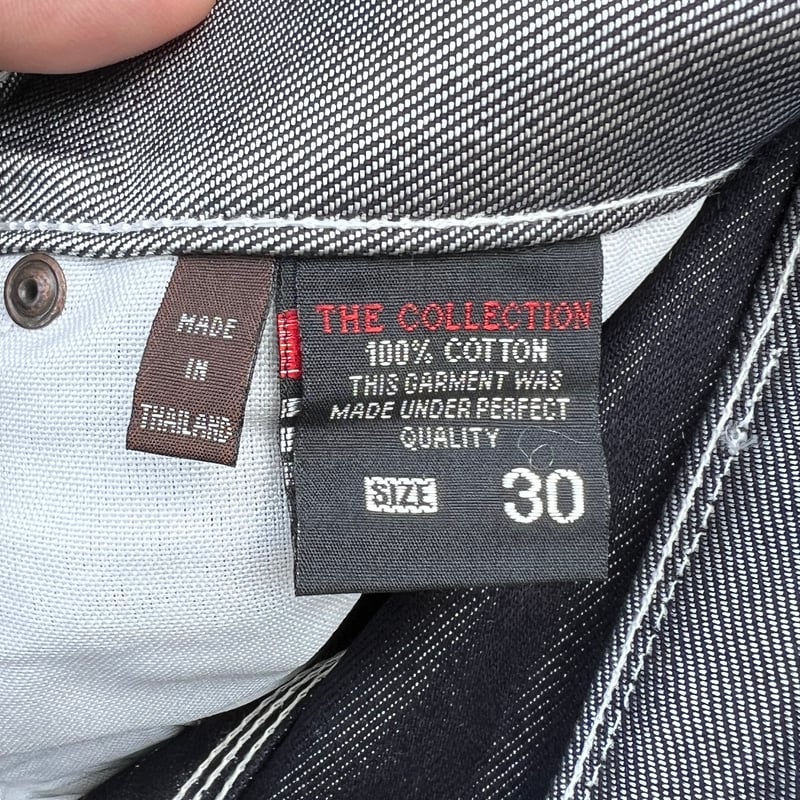 MADE
IN
THAILAND
THE COLLECTION
100% COTTON
THIS GARMENT WAS
MADE UNDER PERFECT
QUALITY
SIZE 30